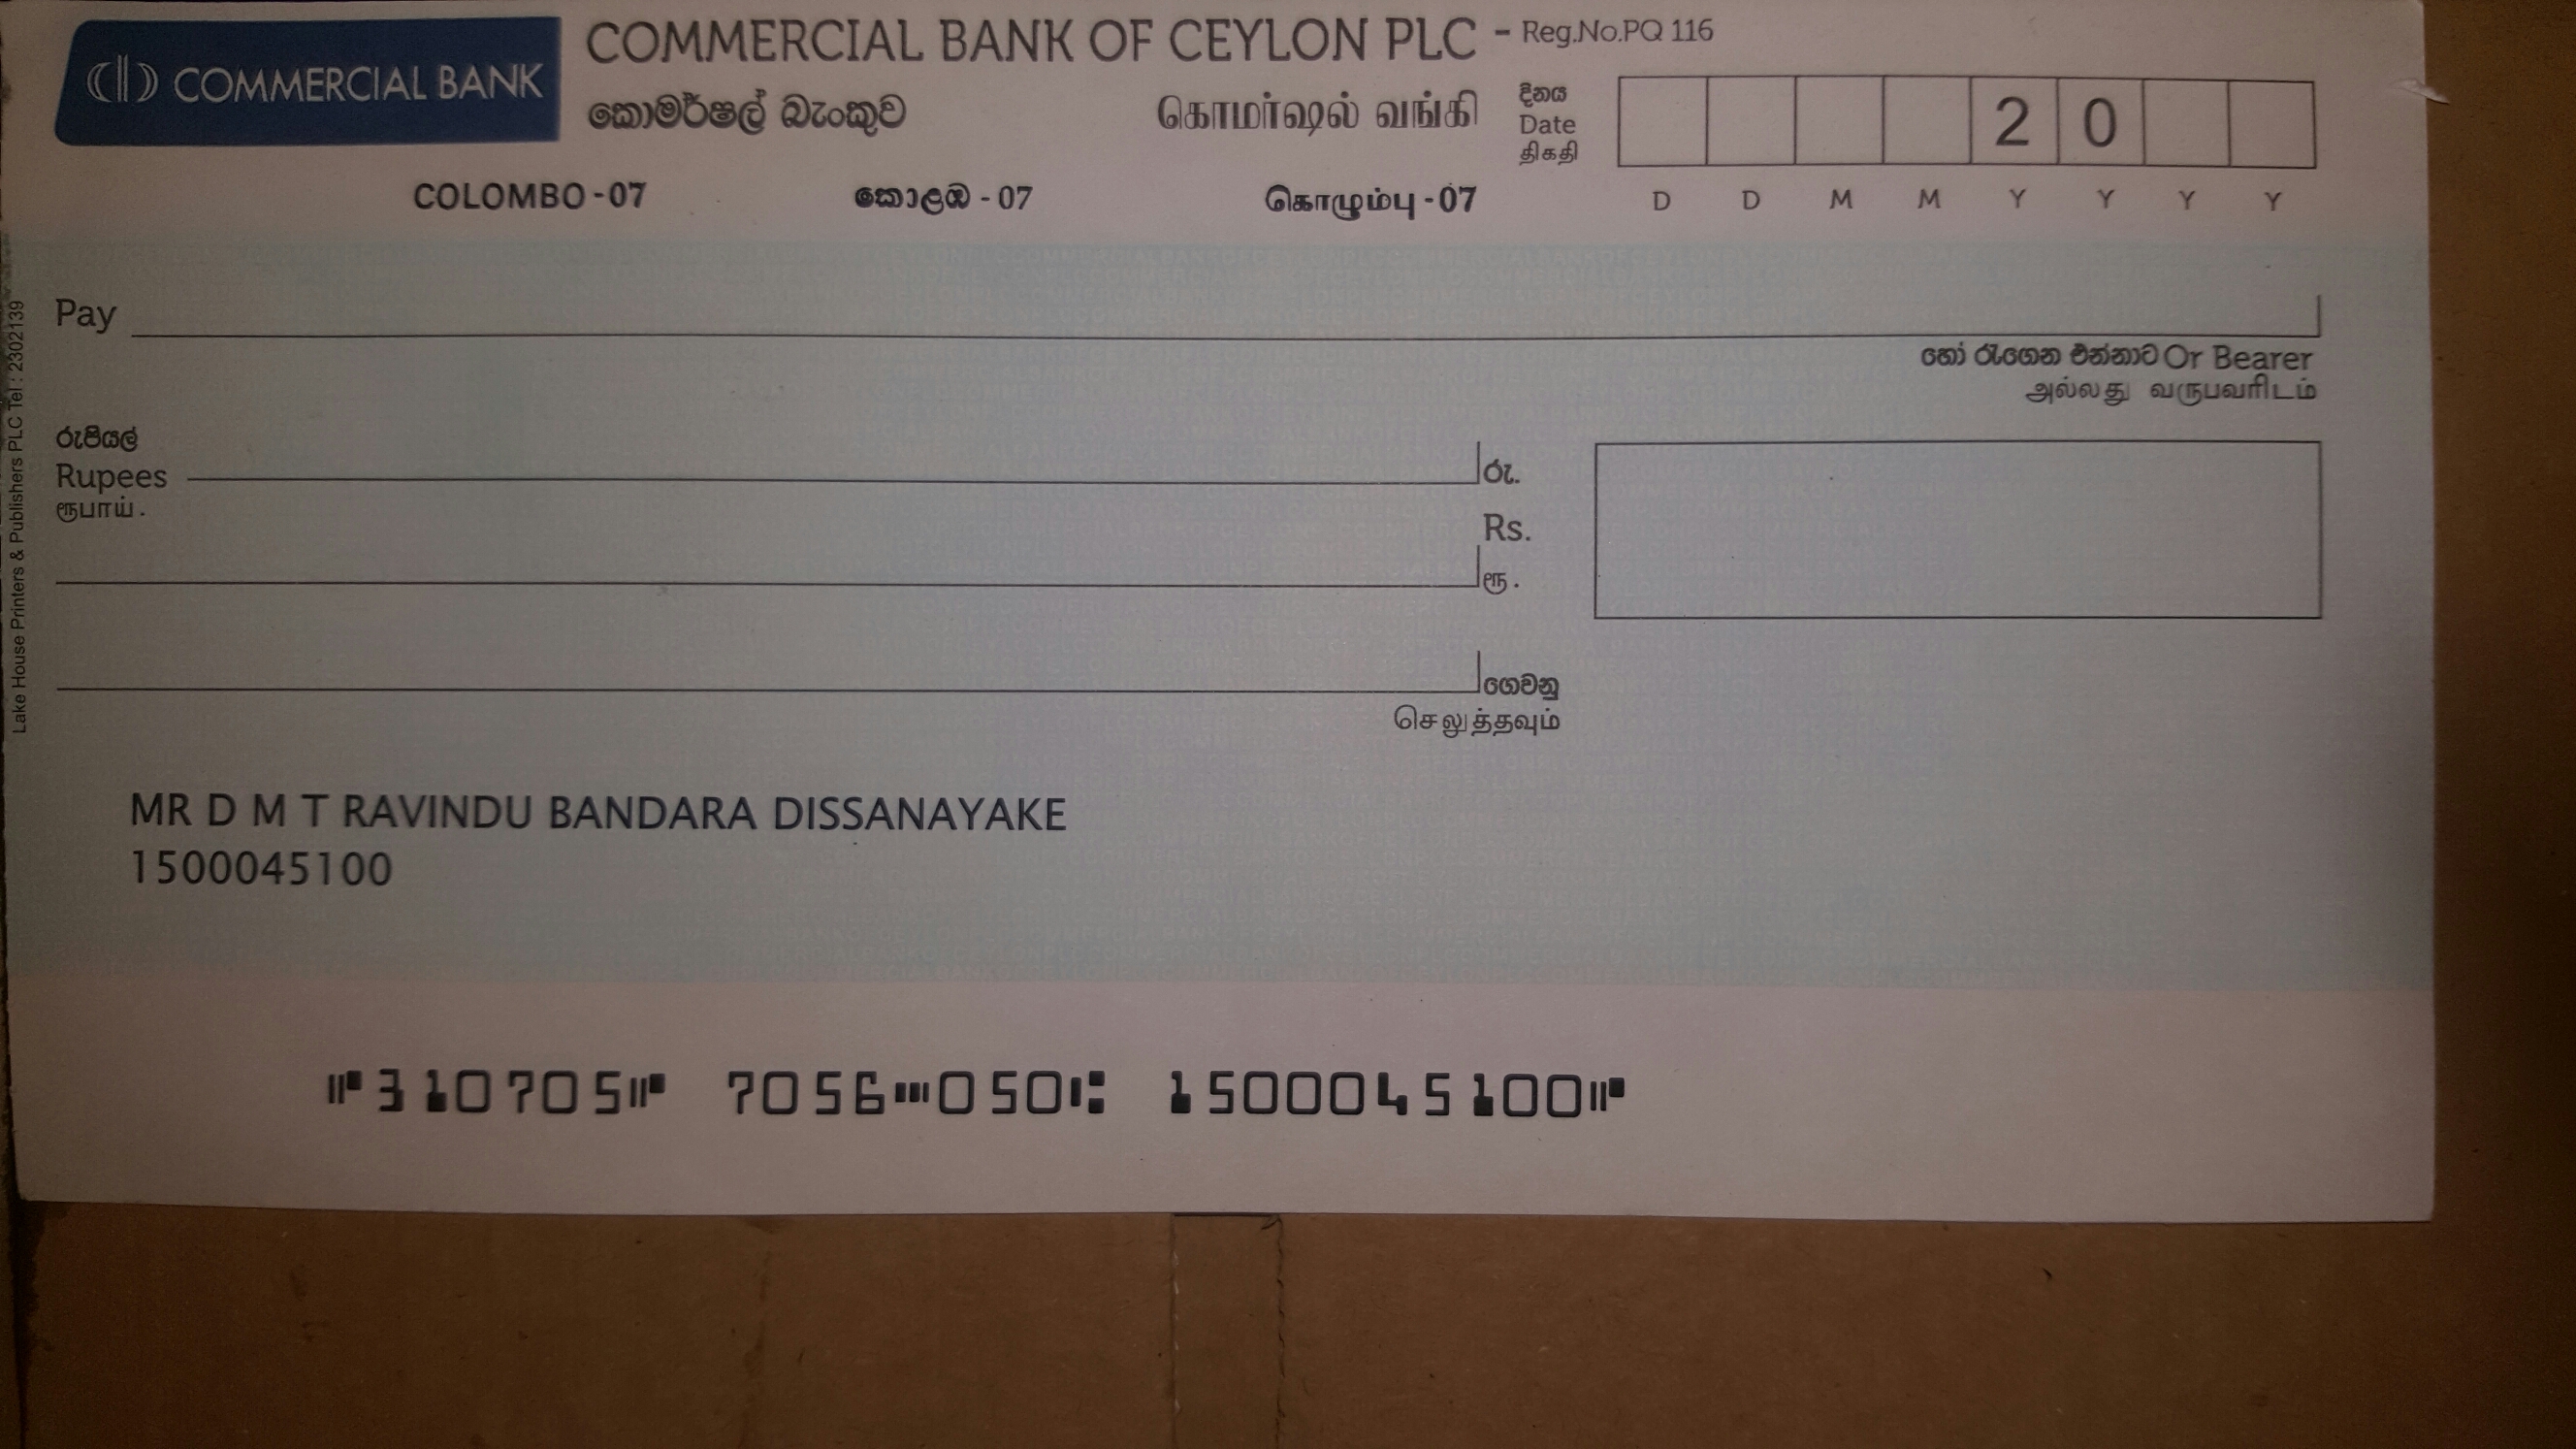 COMMERCIAL BANK
COMMERCIAL BANK OF CEYLON PLC - Reg.No.PQ 116
කොමර්ෂල් බැංකුව
கொமர்ஷல் வங்கி
COLOMBO - 07
කොළඹ - 07
கொழும்பு - 07
දිනය
Date
திகதி
2 0
D D M M Y Y Y Y
Pay
හෝ රැගෙන එන්නාට Or Bearer
அல்லது வருபவரிடம்
රුපියල්
Rupees
ரூபாய்.
රු.
Rs.
ரூ.
ගෙවනු
செலுத்தவும்
MR D M T RAVINDU BANDARA DISSANAYAKE
1500045100
⑈310705⑈ 7056⑉050⑆ 1500045100⑈
Lake House Printers & Publishers PLC Tel : 2302139